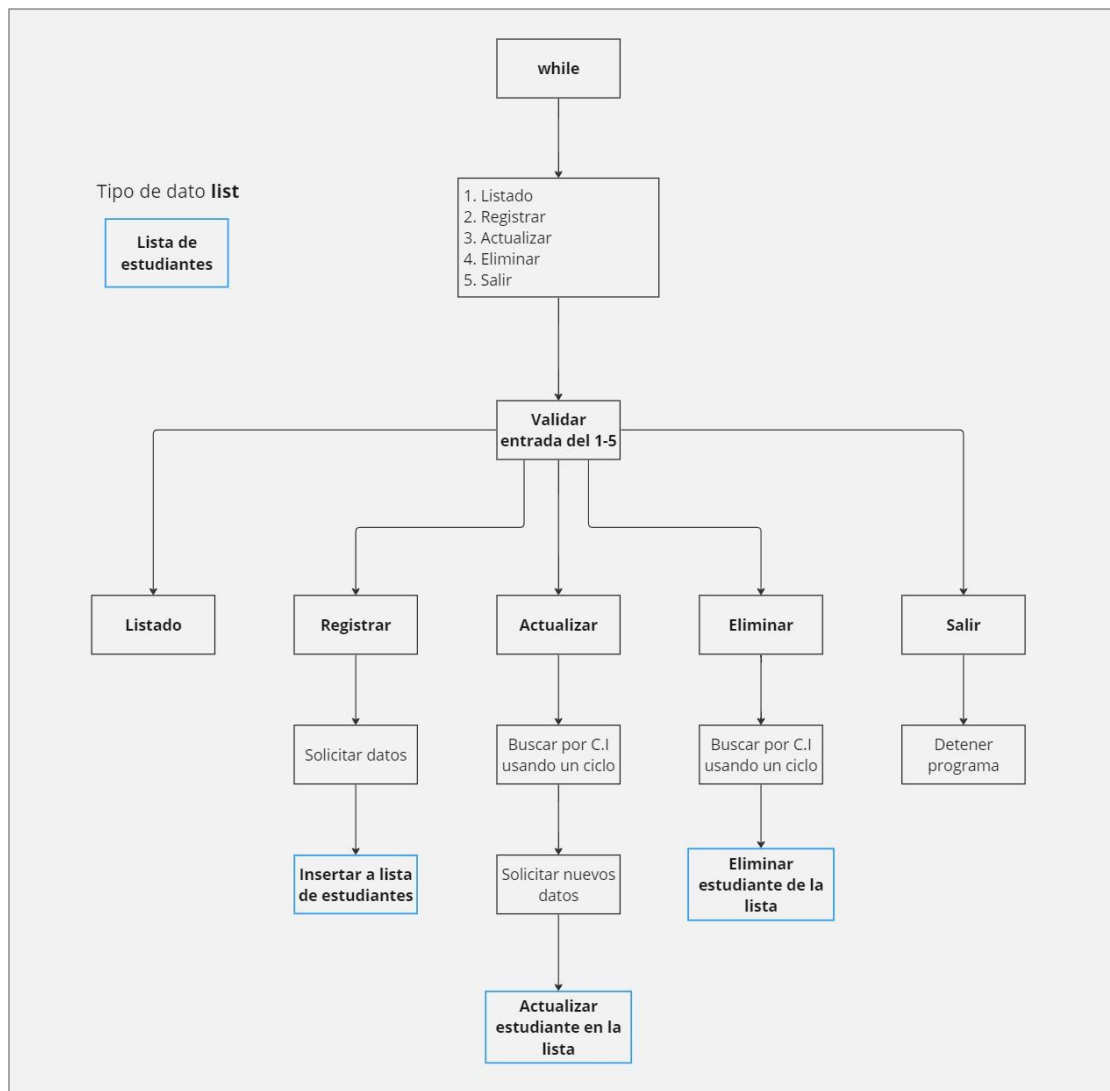 while
Tipo de dato list
Lista de
estudiantes
1. Listado
2. Registrar
3. Actualizar
4. Eliminar
5. Salir
Validar
entrada del 1-5
Listado
Registrar
Actualizar
Eliminar
Salir
Solicitar datos
Buscar por C.I
usando un ciclo
Buscar por C.I
usando un ciclo
Detener
programa
Insertar a lista
de estudiantes
Solicitar nuevos
datos
Eliminar
estudiante de la
lista
Actualizar
estudiante en la
lista